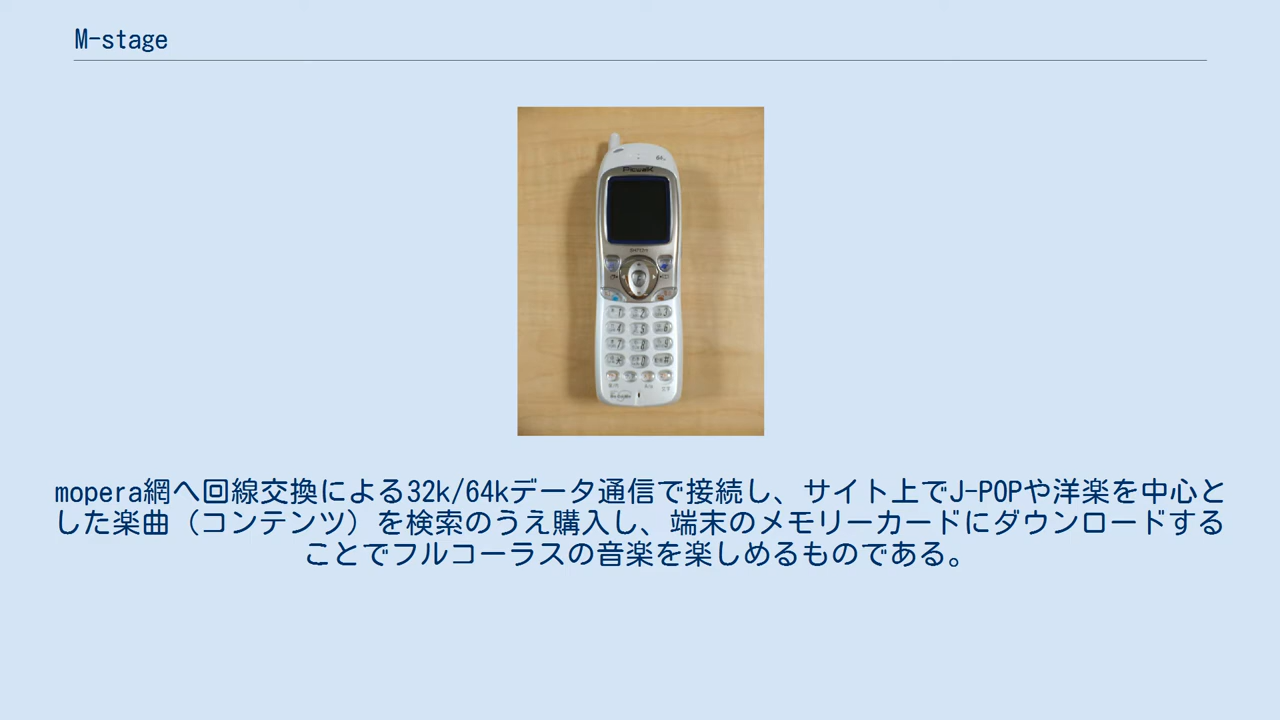 M-stage
mopera網へ回線交換による32k/64kデータ通信で接続し、サイト上でJ-POPや洋楽を中心と
した楽曲（コンテンツ）を検索のうえ購入し、端末のメモリーカードにダウンロードする
ことでフルコーラスの音楽を楽しめるものである。